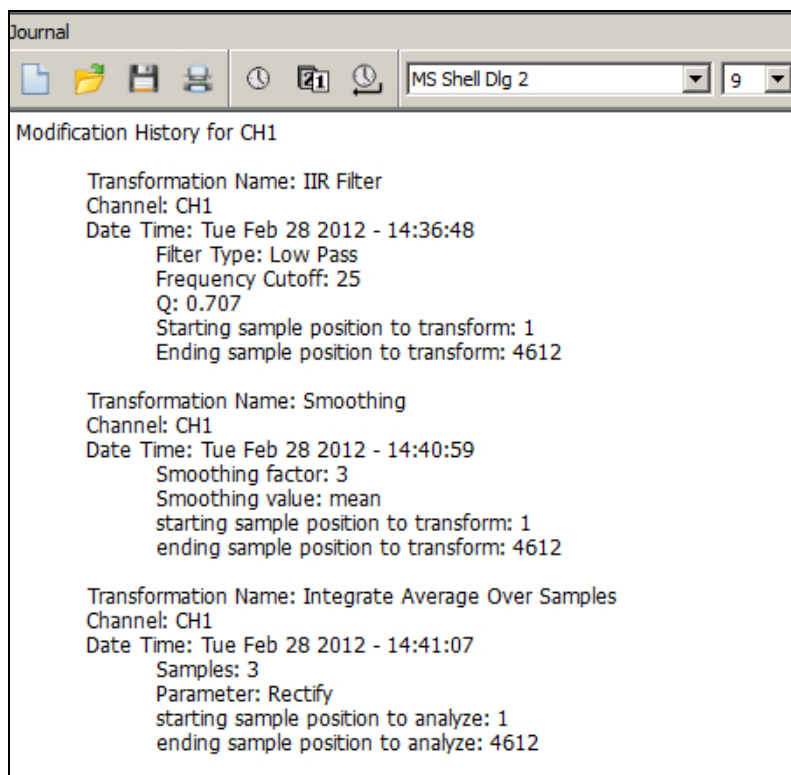 Journal
MS Shell Dlg 2
9
Modification History for CH1
Transformation Name: IIR Filter
Channel: CH1
Date Time: Tue Feb 28 2012 - 14:36:48
Filter Type: Low Pass
Frequency Cutoff: 25
Q: 0.707
Starting sample position to transform: 1
Ending sample position to transform: 4612
Transformation Name: Smoothing
Channel: CH1
Date Time: Tue Feb 28 2012 - 14:40:59
Smoothing factor: 3
Smoothing value: mean
starting sample position to transform: 1
ending sample position to transform: 4612
Transformation Name: Integrate Average Over Samples
Channel: CH1
Date Time: Tue Feb 28 2012 - 14:41:07
Samples: 3
Parameter: Rectify
starting sample position to analyze: 1
ending sample position to analyze: 4612